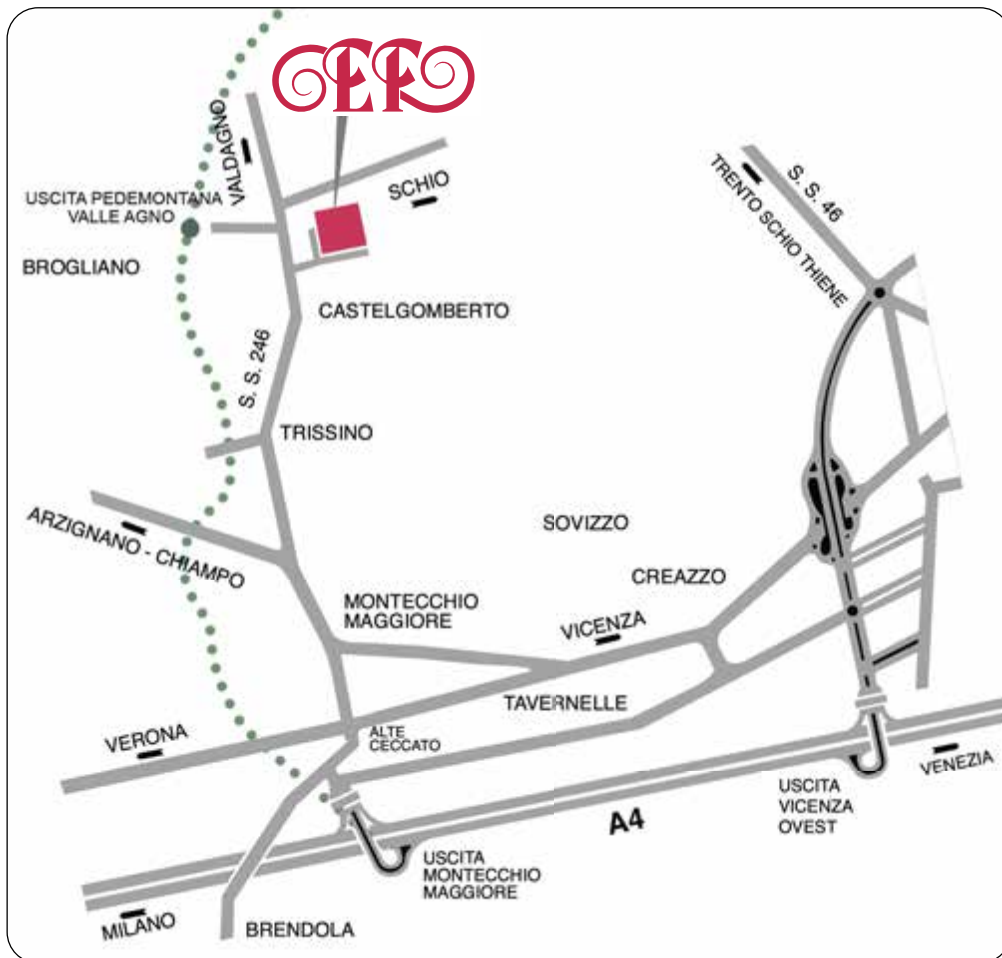 VALDAGNO
SCHIO
TRENTO SCHIO THIENE
S. S. 46
USCITA PEDEMONTANA
VALLE AGNO
BROGLIANO
CASTELGOMBERTO
S. S. 246
TRISSINO
ARZIGNANO - CHIAMPO
SOVIZZO
CREAZZO
MONTECCHIO
MAGGIORE
VICENZA
TAVERNELLE
VERONA
ALTE
CECCATO
VENEZIA
USCITA
VICENZA
OVEST
A4
USCITA
MONTECCHIO
MAGGIORE
MILANO
BRENDOLA